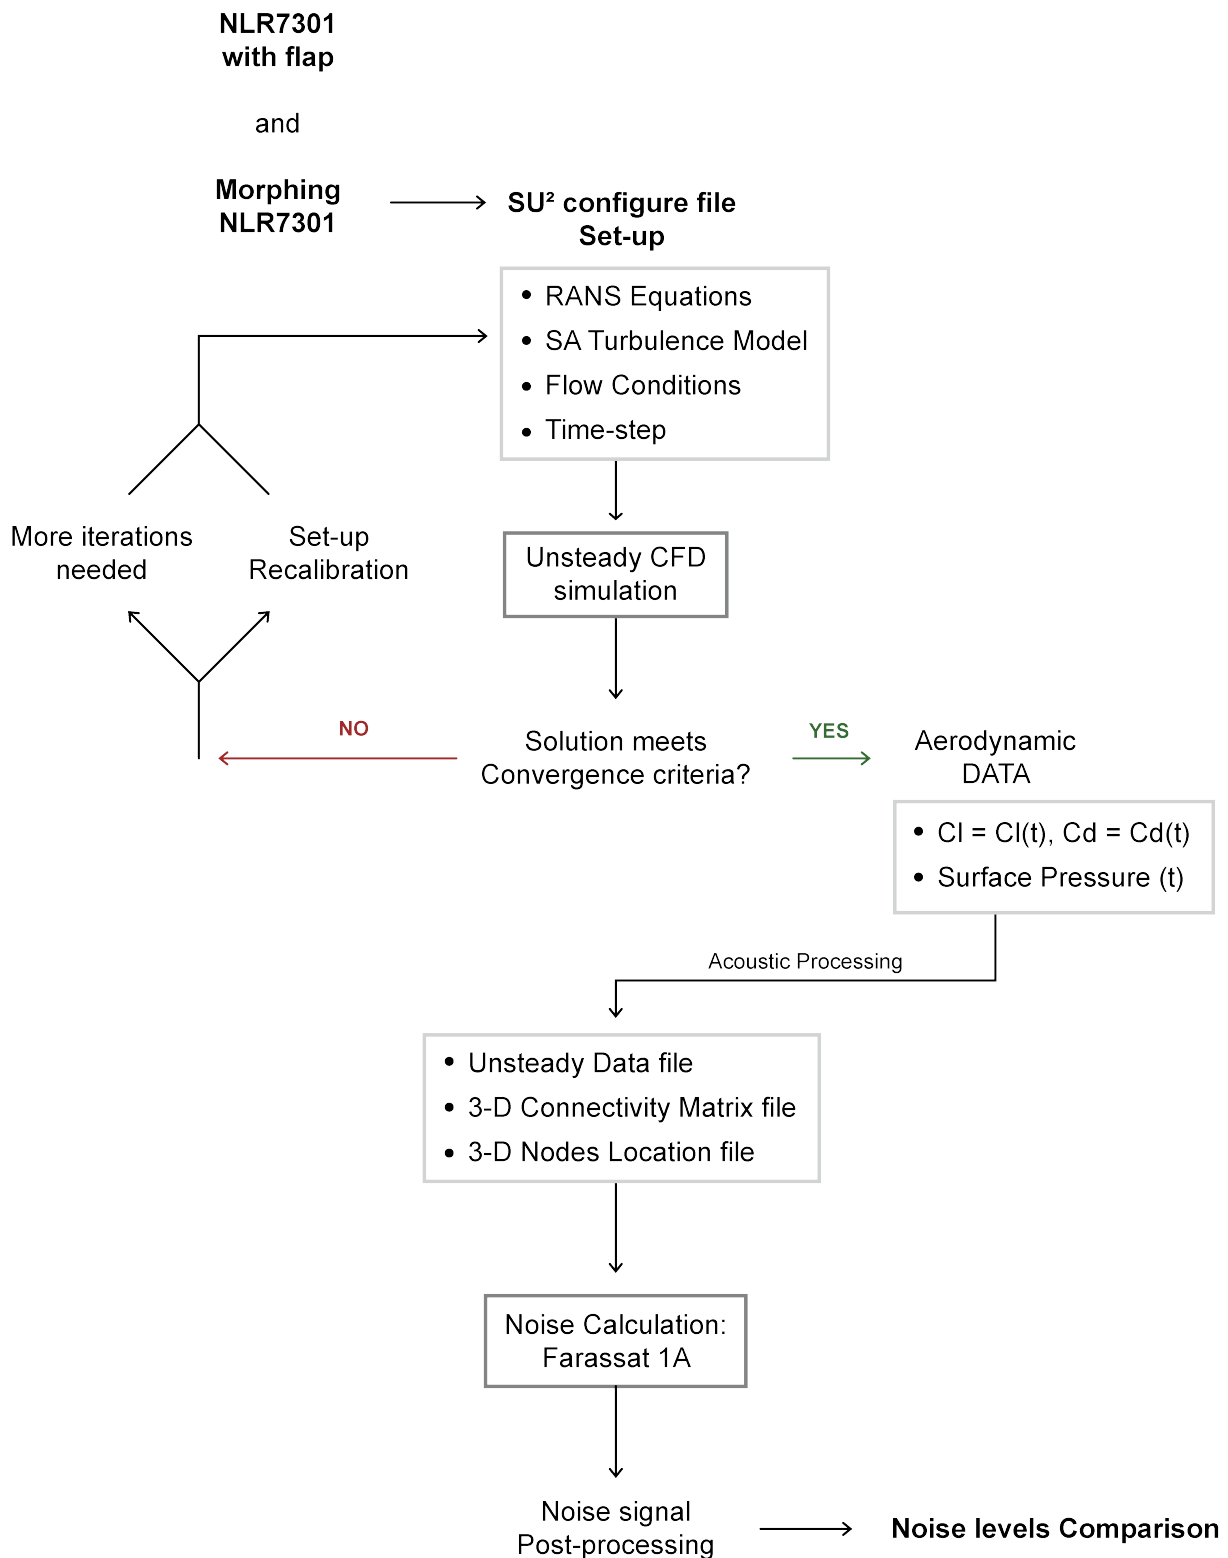 NLR7301
with flap
and
Morphing
NLR7301
SU² configure file
Set-up
• RANS Equations
• SA Turbulence Model
• Flow Conditions
• Time-step
More iterations
needed
Set-up
Recalibration
Unsteady CFD
simulation
NO
Solution meets
Convergence criteria?
YES
Aerodynamic
DATA
• Cl = Cl(t), Cd = Cd(t)
• Surface Pressure (t)
Acoustic Processing
• Unsteady Data file
• 3-D Connectivity Matrix file
• 3-D Nodes Location file
Noise Calculation:
Farassat 1A
Noise signal
Post-processing
Noise levels Comparison